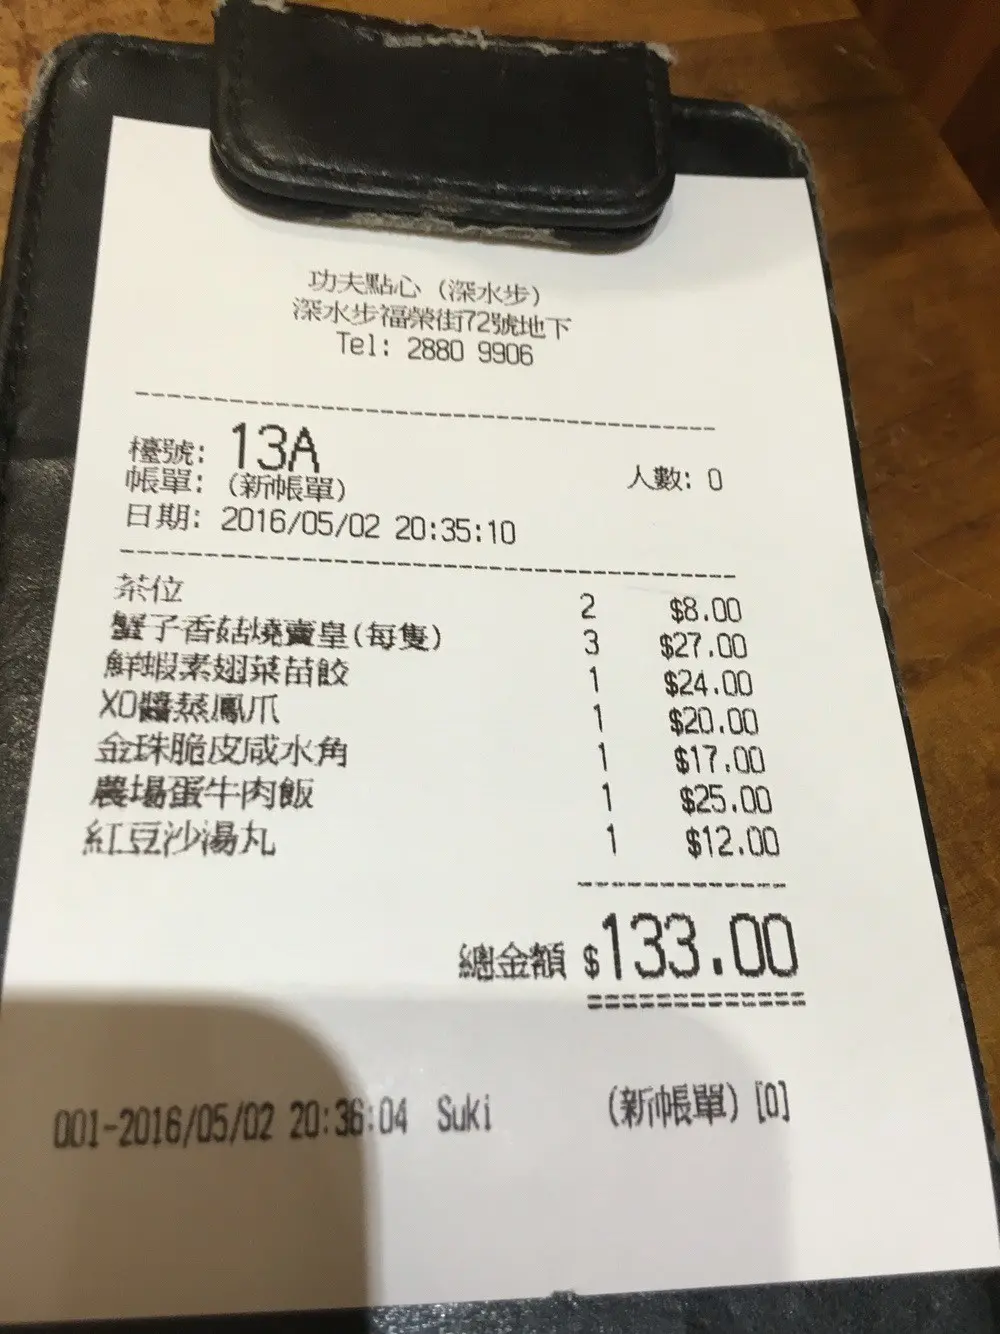 功夫點心 (深水步)
深水步福榮街72號地下
Tel: 2880 9906
檯號: 13A 人數: 0
帳單: (新帳單)
日期: 2016/05/02 20:35:10
茶位 2 $8.00
蟹子香菇燒賣皇(每隻) 3 $27.00
鮮蝦素翅菜苗餃 1 $24.00
XO醬蒸鳳爪 1 $20.00
金珠脆皮咸水角 1 $17.00
農場蛋牛肉飯 1 $25.00
紅豆沙湯丸 1 $12.00
總金額 $133.00
001-2016/05/02 20:36:04 Suki (新帳單) [0]